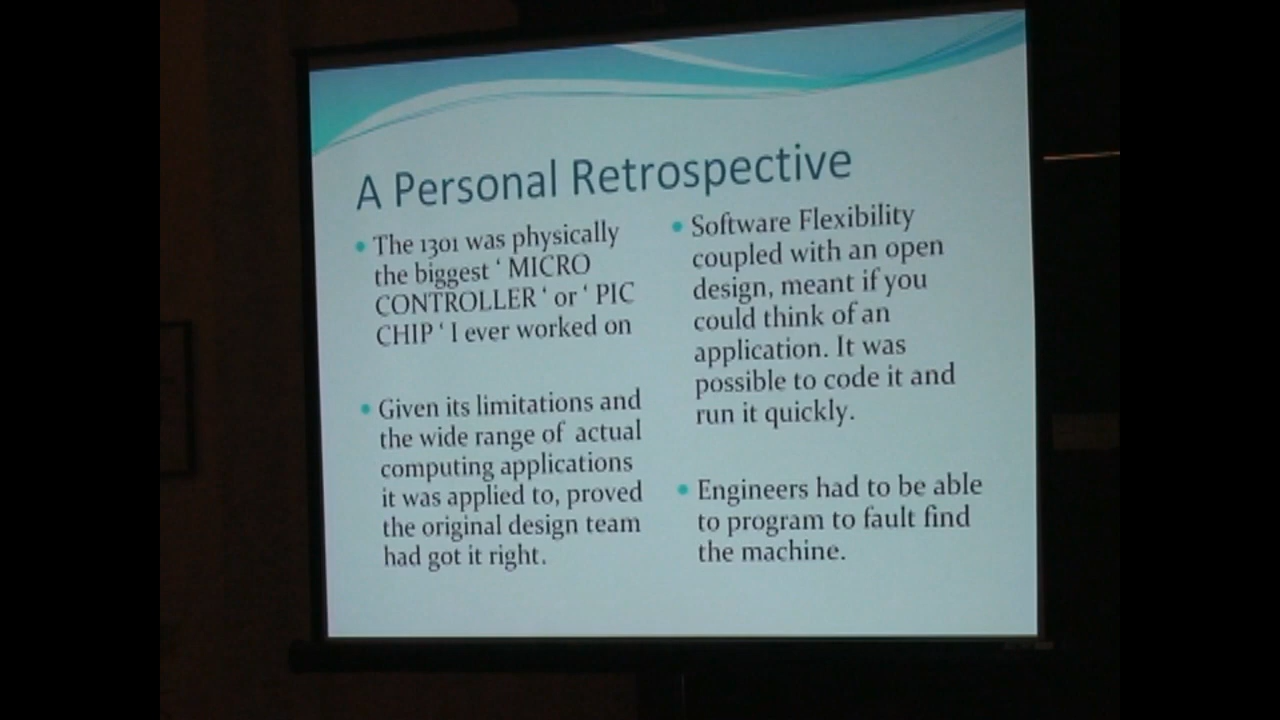 A Personal Retrospective
The 1301 was physically
the biggest ‘ MICRO
CONTROLLER ‘ or ‘ PIC
CHIP ‘ I ever worked on
Given its limitations and
the wide range of actual
computing applications
it was applied to, proved
the original design team
had got it right.
Software Flexibility
coupled with an open
design, meant if you
could think of an
application. It was
possible to code it and
run it quickly.
Engineers had to be able
to program to fault find
the machine.